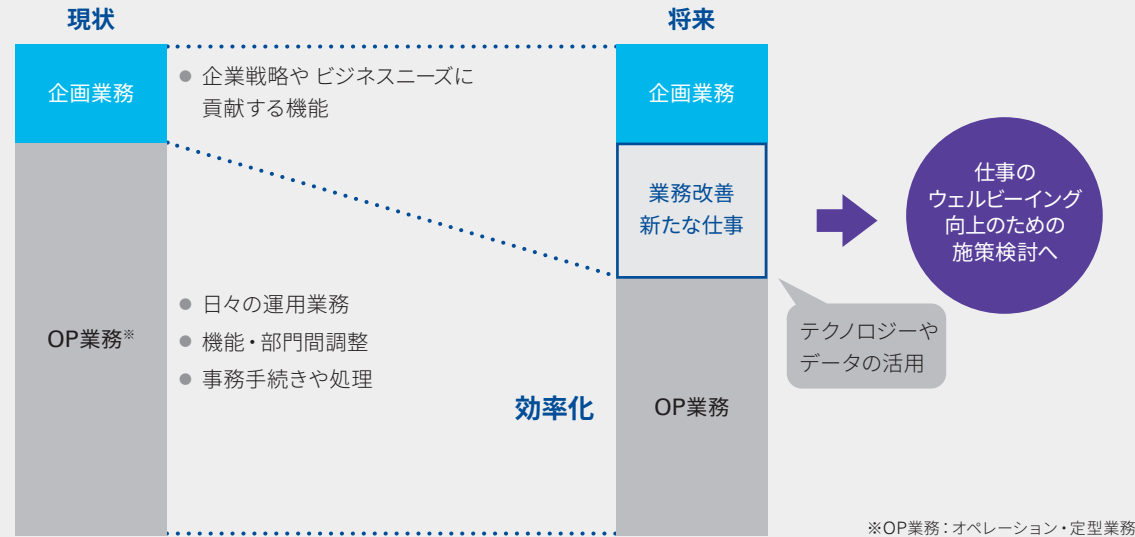 現状
将来
企画業務
● 企業戦略や ビジネスニーズに
貢献する機能
企画業務
業務改善
新たな仕事
仕事の
ウェルビーイング
向上のための
施策検討へ
OP業務※
● 日々の運用業務
● 機能・部門間調整
● 事務手続きや処理
テクノロジーや
データの活用
効率化
OP業務
※OP業務：オペレーション・定型業務